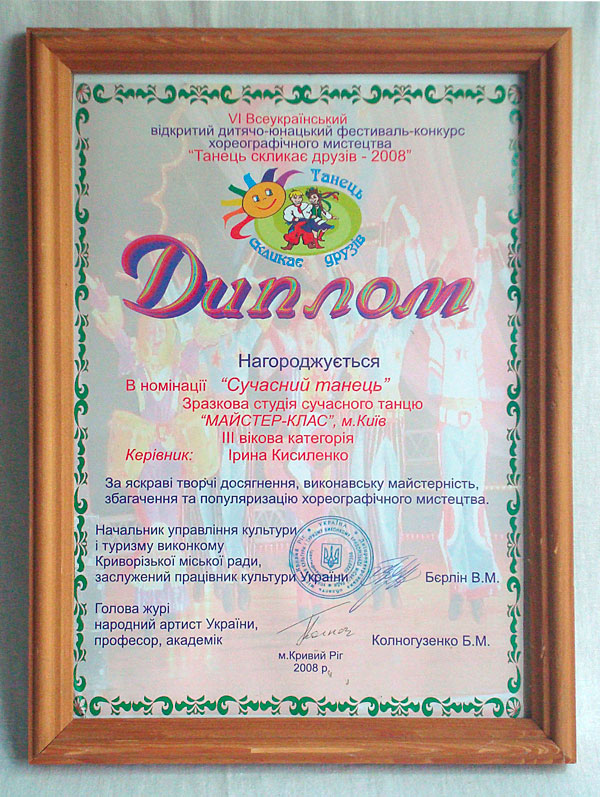 VI Всеукраїнський
відкритий дитячо-юнацький фестиваль-конкурс
хореографічного мистецтва
“Танець скликає друзів - 2008”
Танець
скликає друзів
Диплом
Нагороджується
В номінації “Сучасний танець”
Зразкова студія сучасного танцю
“МАЙСТЕР-КЛАС”, м.Київ
III вікова категорія
Керівник: Ірина Кисиленко
За яскраві творчі досягнення, виконавську майстерність,
збагачення та популяризацію хореографічного мистецтва.
Начальник управління культури
і туризму виконкому
Криворізької міської ради,
заслужений працівник культури України Бєрлін В.М.
УКРАЇНА
Голова журі
народний артист України,
професор, академік Колногузенко Б.М.
м.Кривий Ріг
2008 р.